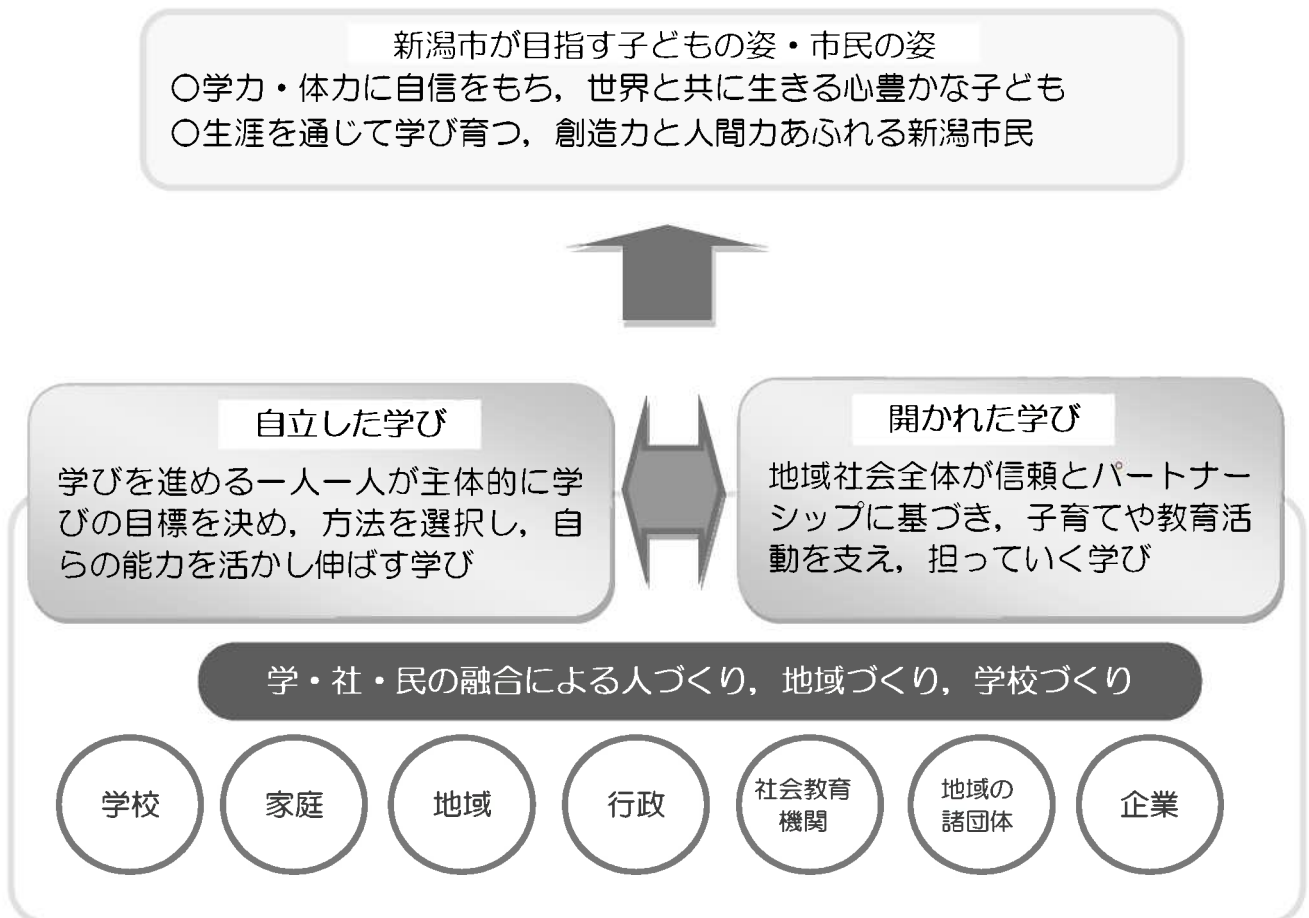 新潟市が目指す子どもの姿・市民の姿
○学力・体力に自信をもち，世界と共に生きる心豊かな子ども
○生涯を通じて学び育つ，創造力と人間力あふれる新潟市民
自立した学び
学びを進める一人一人が主体的に学
びの目標を決め，方法を選択し，自
らの能力を活かし伸ばす学び
開かれた学び
地域社会全体が信頼とパートナー
シップに基づき，子育てや教育活
動を支え，担っていく学び
学・社・民の融合による人づくり，地域づくり，学校づくり
学校
家庭
地域
行政
社会教育
機関
地域の
諸団体
企業